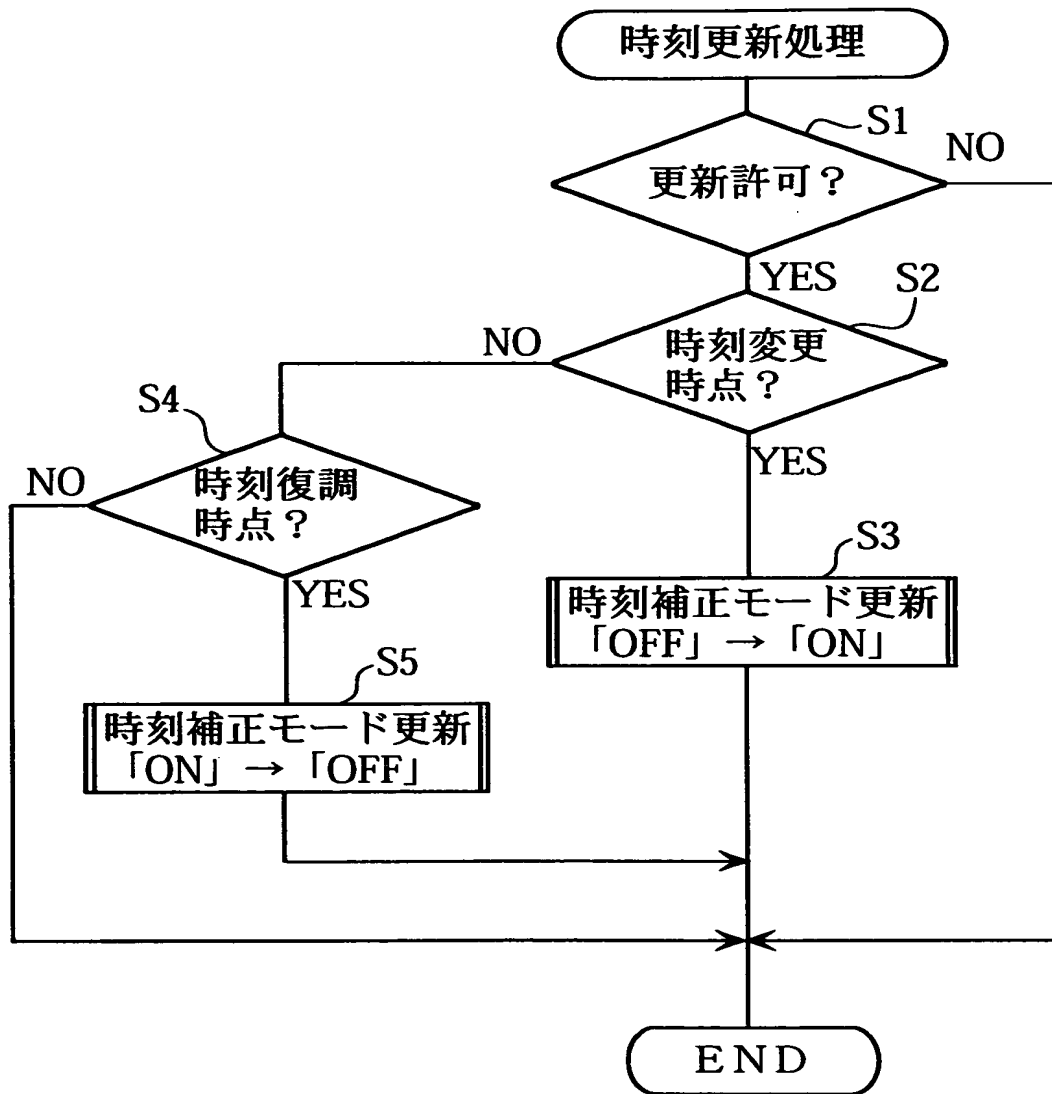 時刻更新処理
S1
NO
更新許可?
YES
S2
NO
時刻変更
時点?
S4
YES
NO
時刻復調
時点?
S3
YES
時刻補正モード更新
「OFF」→「ON」
S5
時刻補正モード更新
「ON」→「OFF」
END